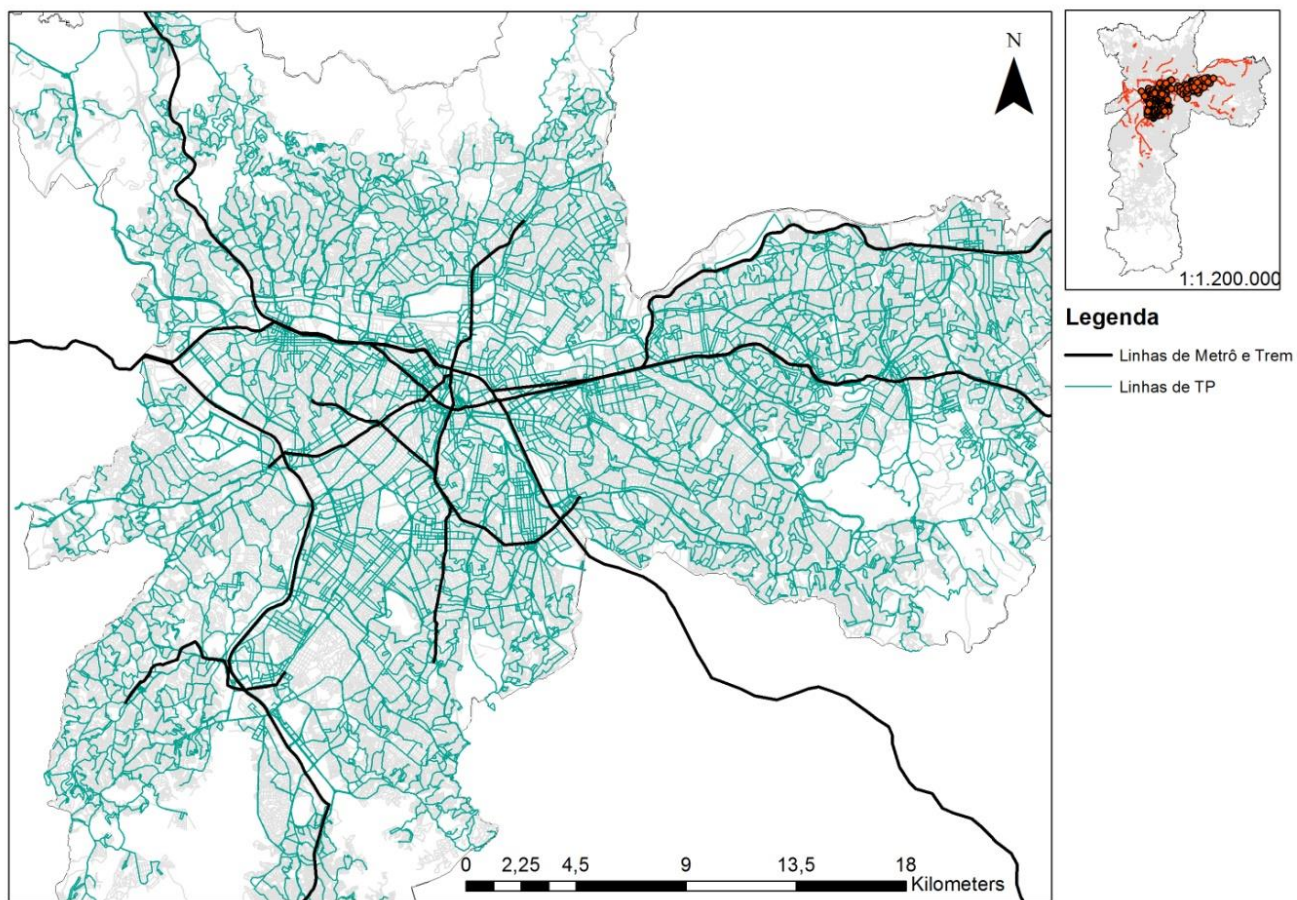 N
1:1.200.000
Legenda
Linhas de Metrô e Trem
Linhas de TP
0 2,25 4,5 9 13,5 18
Kilometers